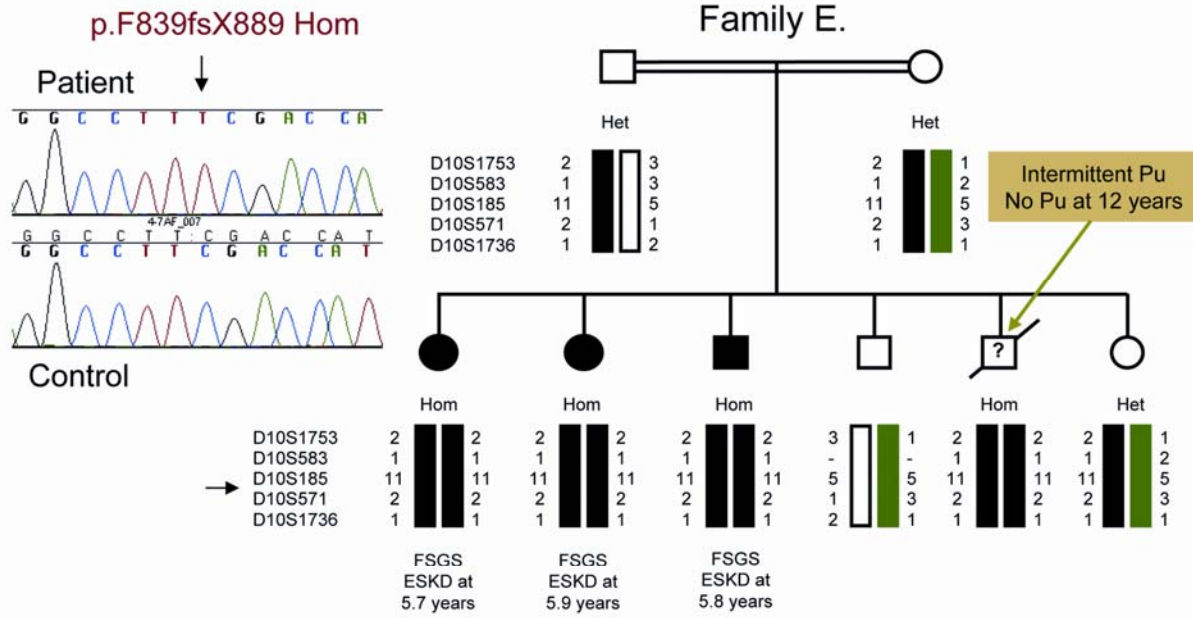 p.F839fsX889 Hom
Family E.
Patient
G G C C T T T C G A C C A
4-7AF_007
G G C C T T : C G A C C A T
G G C C T T C G A C C A T
Control
Het Het
D10S1753 2 3 2 1
D10S583 1 3 1 2
D10S185 11 5 11 5
D10S571 2 1 2 3
D10S1736 1 2 1 1
Intermittent Pu
No Pu at 12 years
?
Hom Hom Hom Hom Het
D10S1753 2 2 2 2 2 2 3 1 2 2 2 1
D10S583 1 1 1 1 1 1 - - 1 1 1 2
D10S185 11 11 11 11 11 11 5 5 11 11 11 5
D10S571 2 2 2 2 2 2 1 3 2 2 2 3
D10S1736 1 1 1 1 1 1 2 1 1 1 1 1
FSGS FSGS FSGS
ESKD at ESKD at ESKD at
5.7 years 5.9 years 5.8 years